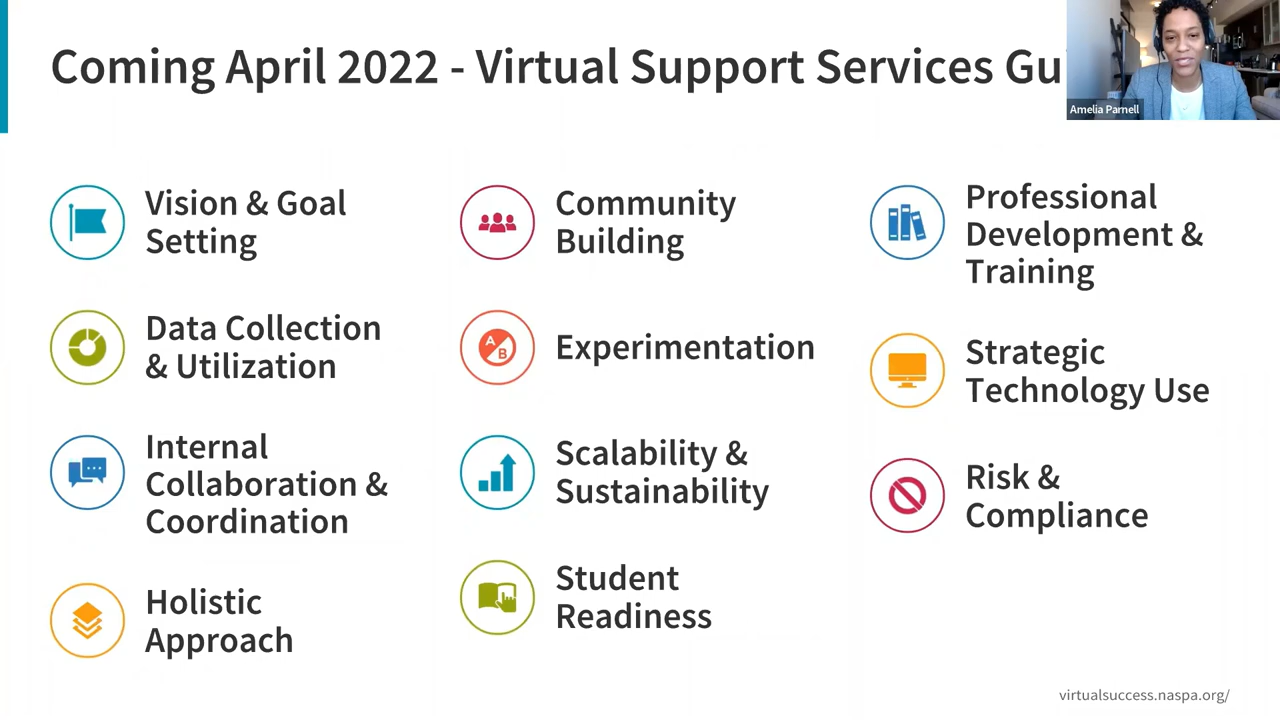 Coming April 2022 - Virtual Support Services
Amelia Parnell
Vision & Goal
Setting
Data Collection
& Utilization
Internal
Collaboration &
Coordination
Holistic
Approach
Community
Building
A
B
Experimentation
Scalability &
Sustainability
Student
Readiness
Professional
Development &
Training
Strategic
Technology Use
Risk &
Compliance
virtualsuccess.naspa.org/